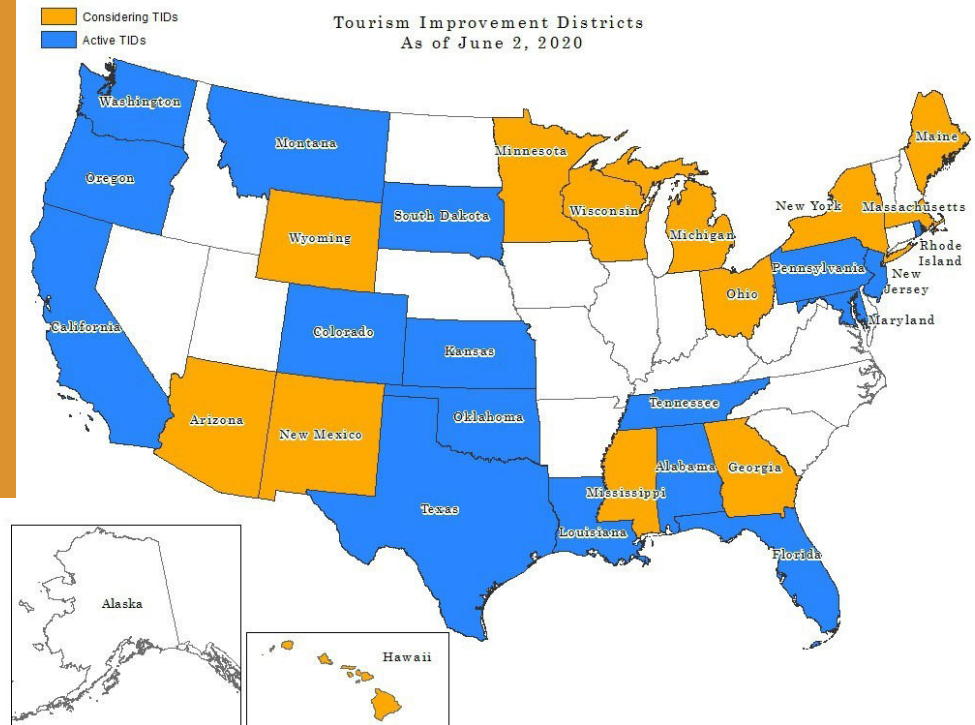 Considering TIDs
Active TIDs
Tourism Improvement Districts
As of June 2, 2020
Washington
Montana
Maine
Minnesota
Oregon
South Dakota
Wisconsin
New York
Massachusetts
Wyoming
Michigan
Rhode
Island
Pennsylvania
New
Jersey
Ohio
Maryland
California
Colorado
Kansas
Tennessee
Arizona
New Mexico
Oklahoma
Alabama
Georgia
Mississippi
Texas
Louisiana
Florida
Alaska
Hawaii